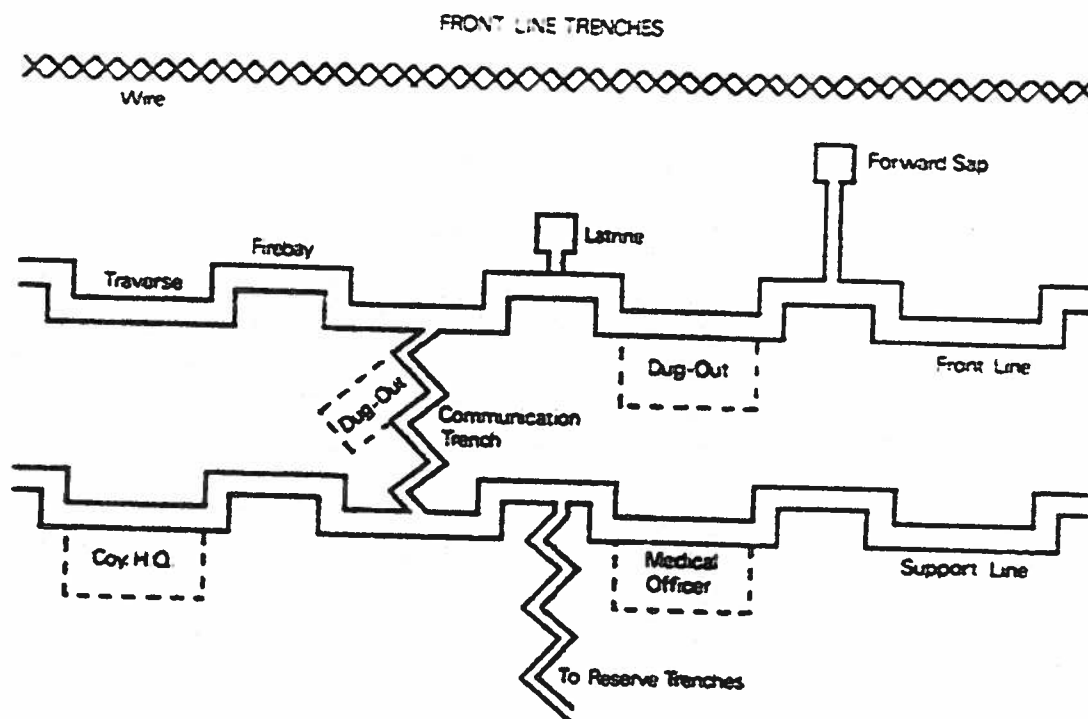 FRONT LINE TRENCHES
Wire
Forward Sap
Latrine
Firebay
Traverse
Dug-Out
Front Line
Dug-Out
Communication
Trench
Coy. H.Q.
Medical
Officer
Support Line
To Reserve Trenches